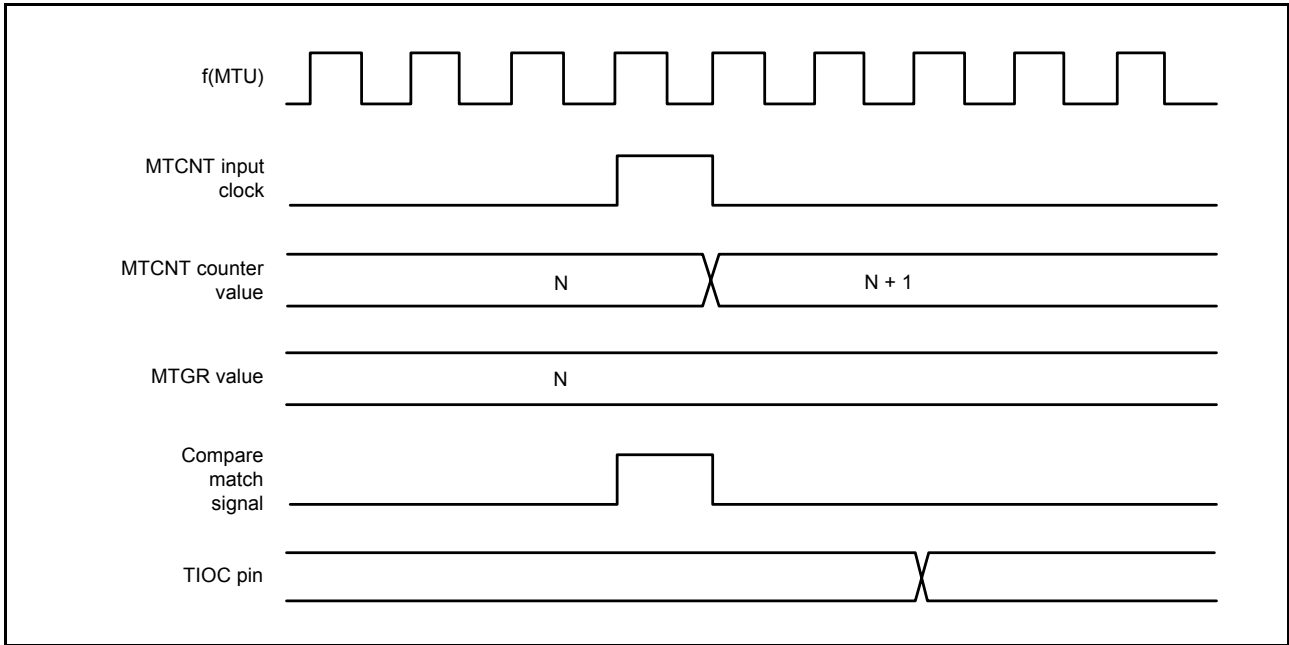 f(MTU)
MTCNT input
clock
MTCNT counter
value
N
N + 1
MTGR value
N
Compare
match
signal
TIOC pin